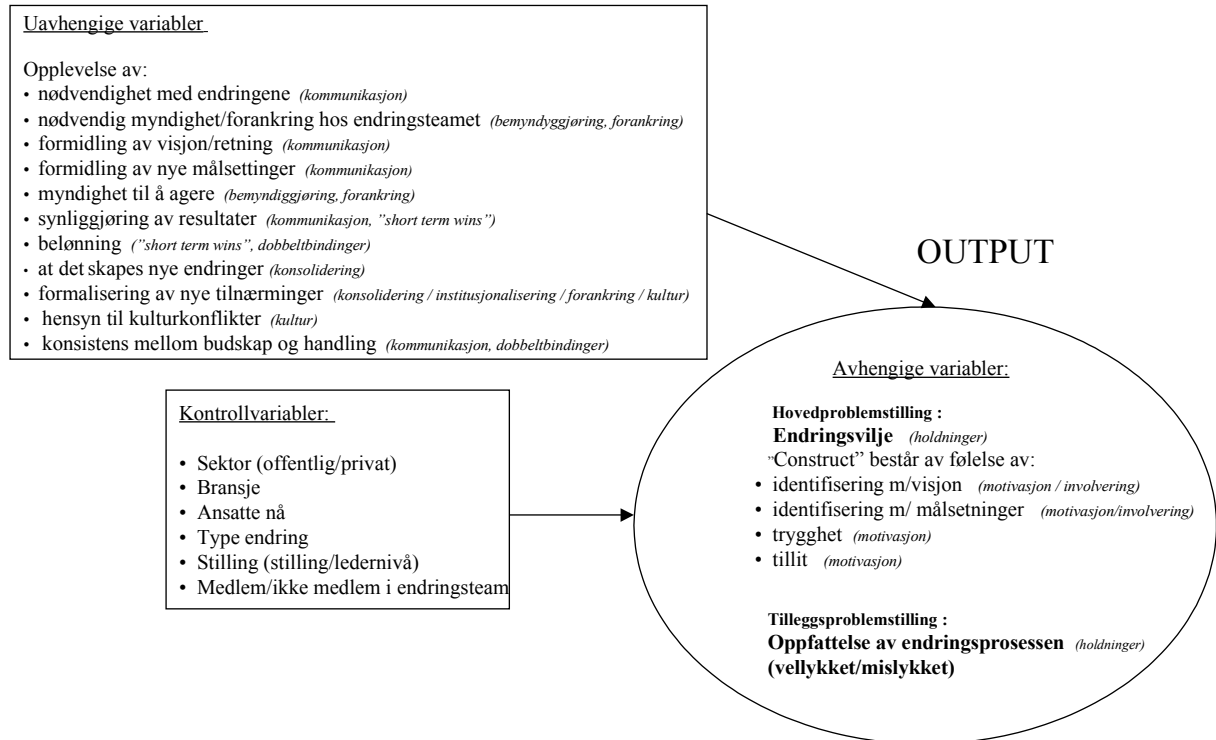 Uavhengige variabler
Opplevelse av:
• nødvendighet med endringene (kommunikasjon)
• nødvendig myndighet/forankring hos endringsteamet (bemyndyggjøring, forankring)
• formidling av visjon/retning (kommunikasjon)
• formidling av nye målsettinger (kommunikasjon)
• myndighet til å agere (bemyndiggjøring, forankring)
• synliggjøring av resultater (kommunikasjon, ”short term wins”)
• belønning (”short term wins”, dobbeltbindinger)
• at det skapes nye endringer (konsolidering)
• formalisering av nye tilnærminger (konsolidering / institusjonalisering / forankring / kultur)
• hensyn til kulturkonflikter (kultur)
• konsistens mellom budskap og handling (kommunikasjon, dobbeltbindinger)
OUTPUT
Kontrollvariabler:
• Sektor (offentlig/privat)
• Bransje
• Ansatte nå
• Type endring
• Stilling (stilling/ledernivå)
• Medlem/ikke medlem i endringsteam
Avhengige variabler:
Hovedproblemstilling :
Endringsvilje (holdninger)
”Construct” består av følelse av:
• identifisering m/visjon (motivasjon / involvering)
• identifisering m/ målsetninger (motivasjon/involvering)
• trygghet (motivasjon)
• tillit (motivasjon)
Tilleggsproblemstilling :
Oppfattelse av endringsprosessen (holdninger)
(vellykket/mislykket)